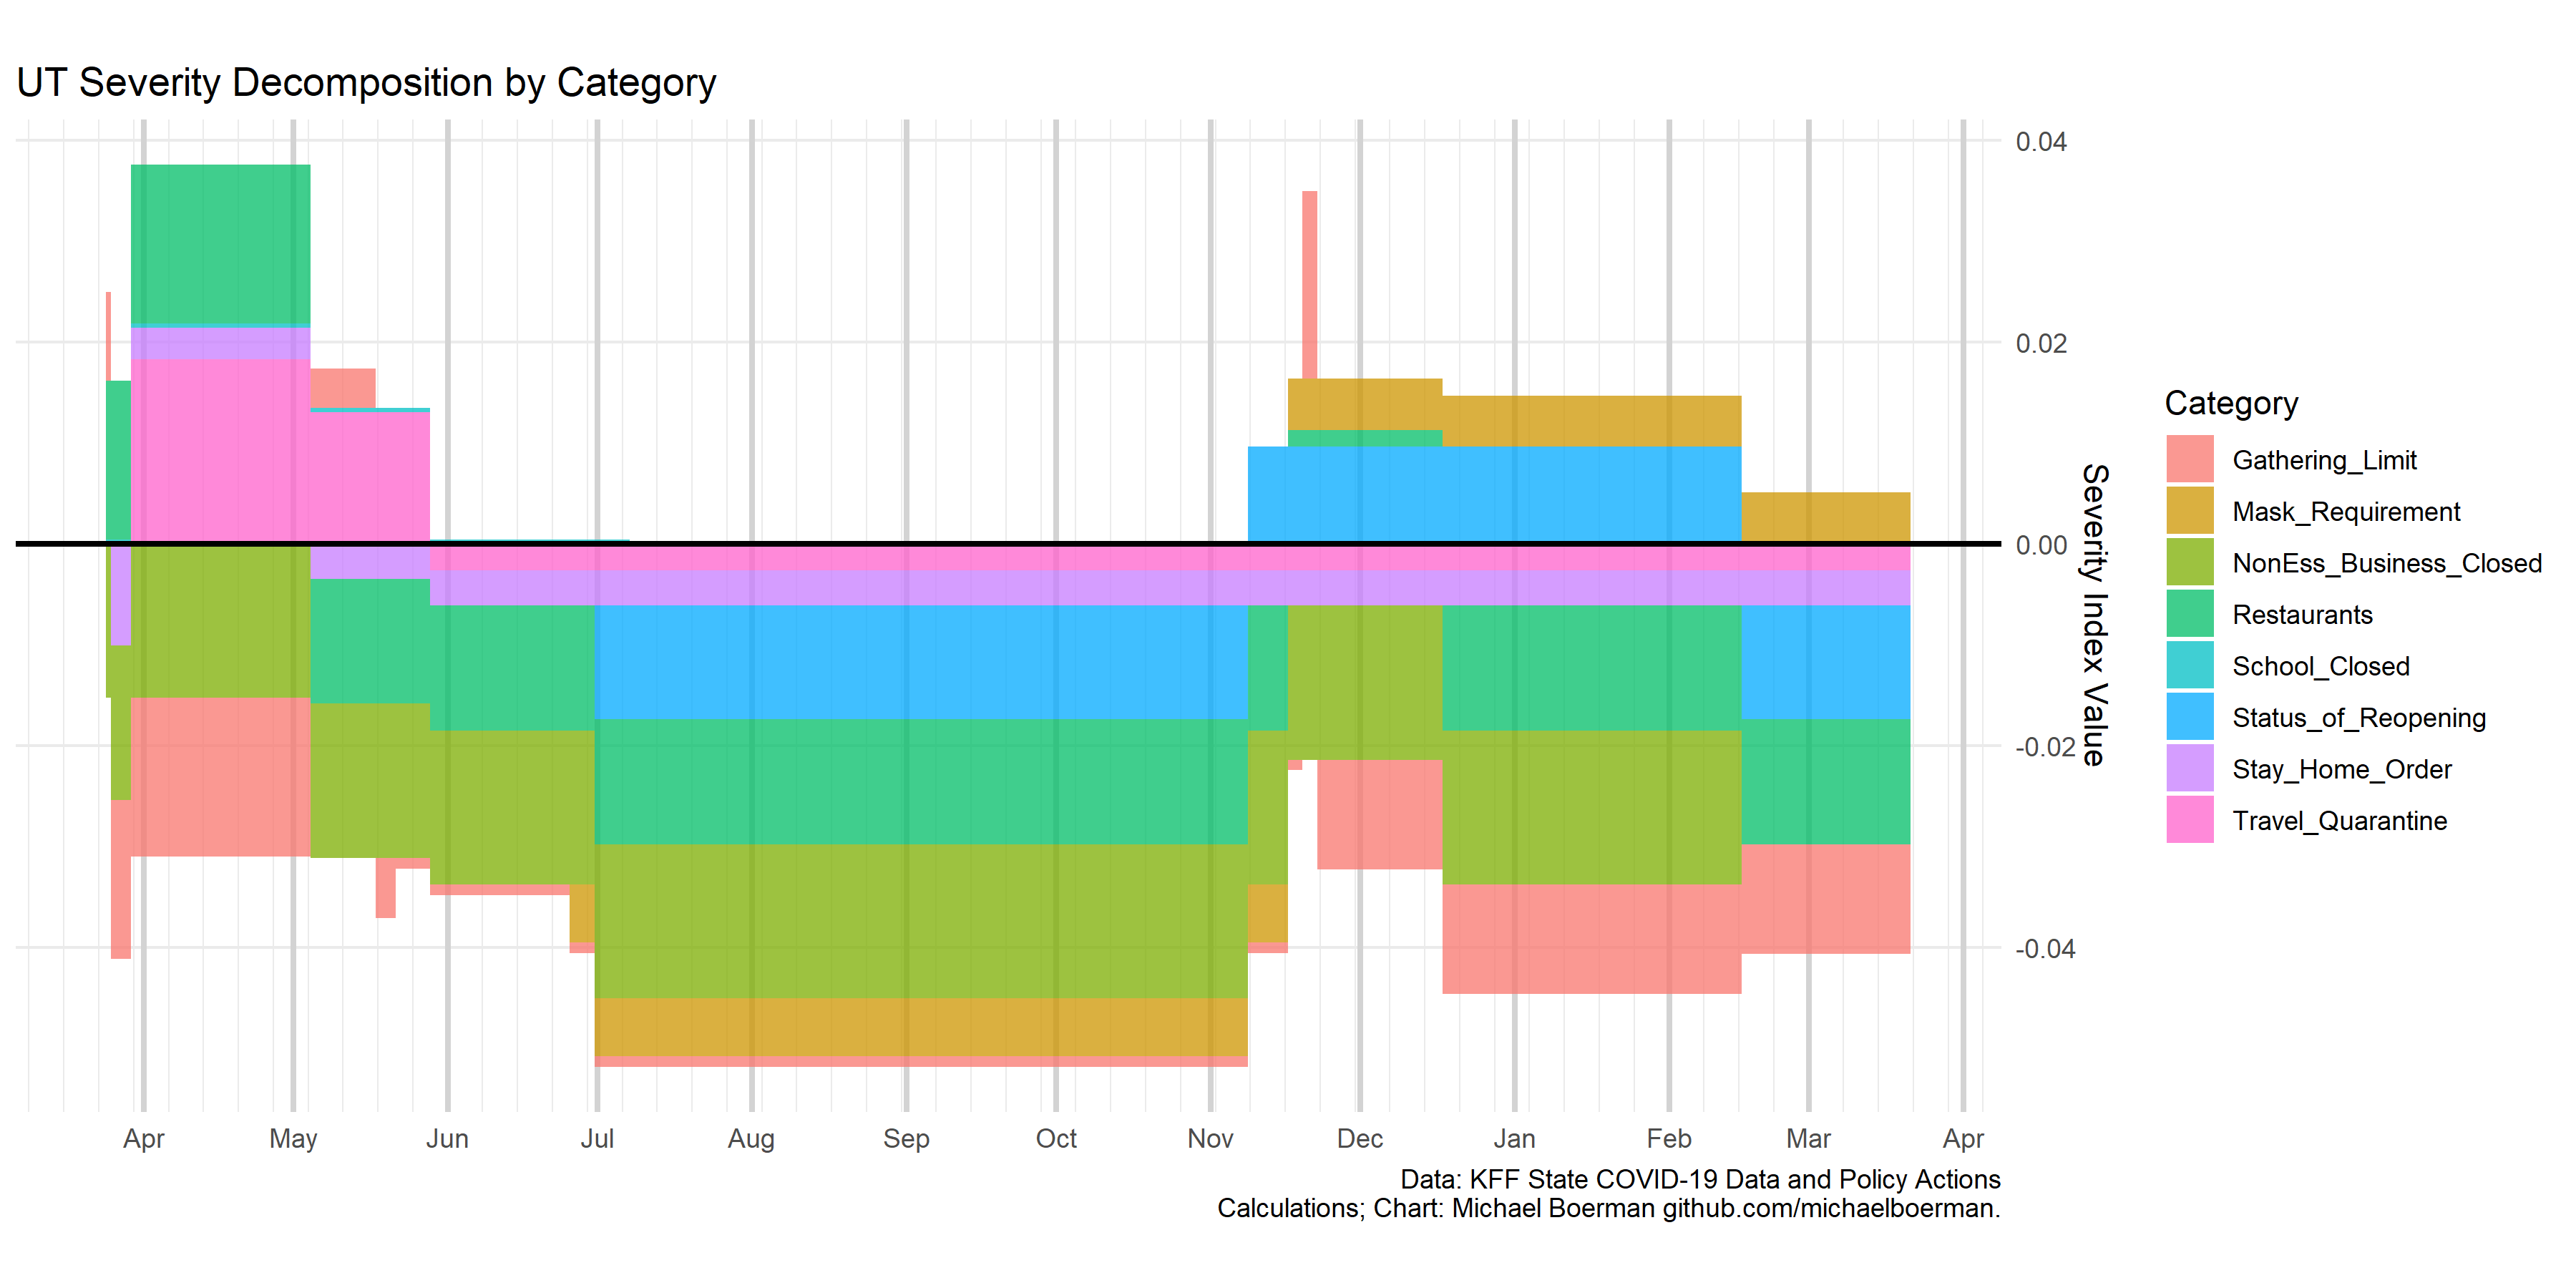 UT Severity Decomposition by Category
0.04
0.02
0.00
-0.02
-0.04
Severity Index Value
Category
Gathering_Limit
Mask_Requirement
NonEss_Business_Closed
Restaurants
School_Closed
Status_of_Reopening
Stay_Home_Order
Travel_Quarantine
Apr May Jun Jul Aug Sep Oct Nov Dec Jan Feb Mar Apr
Data: KFF State COVID-19 Data and Policy Actions
Calculations; Chart: Michael Boerman github.com/michaelboerman.